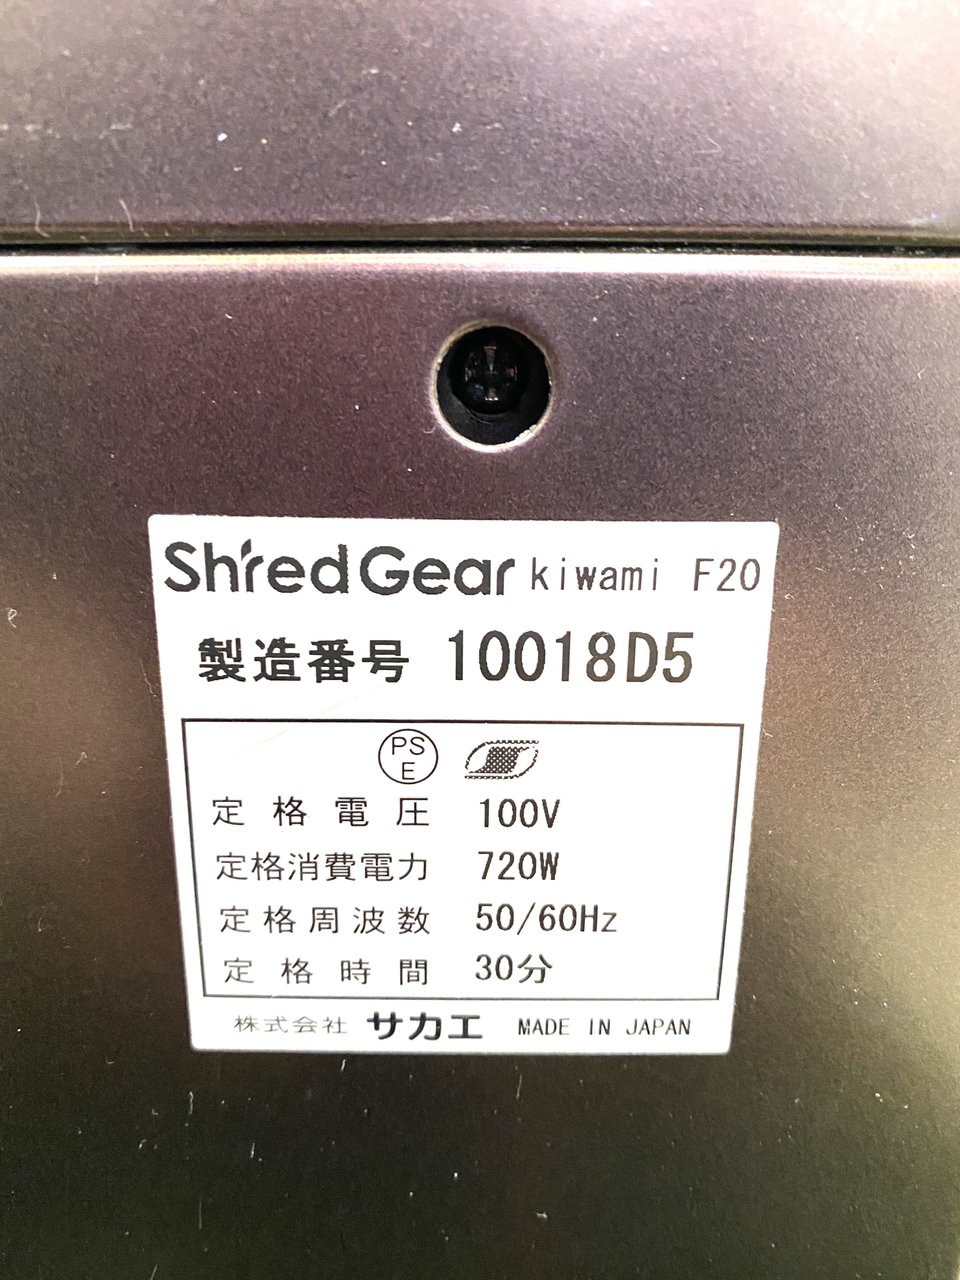 ShredGear kiwami F20
製造番号 10018D5
PS
E
定格電圧 100V
定格消費電力 720W
定格周波数 50/60Hz
定格時間 30分
株式会社 サカエ MADE IN JAPAN